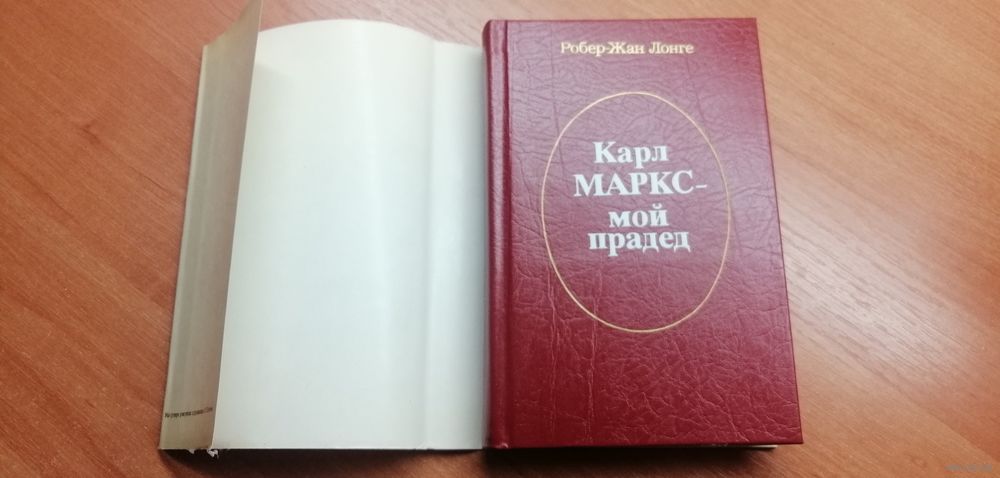 Робер-Жан Лонге
Карл
МАРКС-
мой
прадед